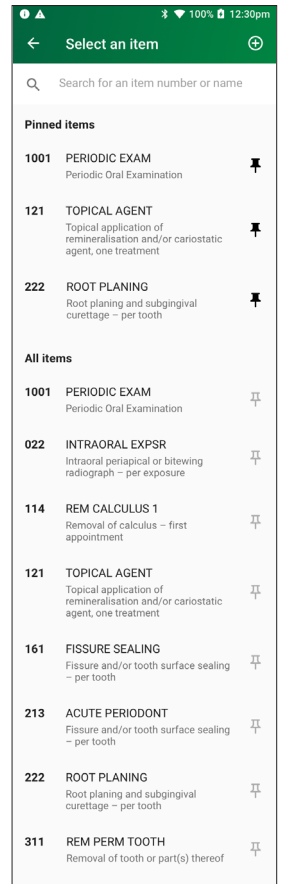 100% 12:30pm
Select an item
Search for an item number or name
Pinned items
1001 PERIODIC EXAM
Periodic Oral Examination
121 TOPICAL AGENT
Topical application of
remineralisation and/or cariostatic
agent, one treatment
222 ROOT PLANING
Root planing and subgingival
curettage – per tooth
All items
1001 PERIODIC EXAM
Periodic Oral Examination
022 INTRAORAL EXPSR
Intraoral periapical or bitewing
radiograph – per exposure
114 REM CALCULUS 1
Removal of calculus – first
appointment
121 TOPICAL AGENT
Topical application of
remineralisation and/or cariostatic
agent, one treatment
161 FISSURE SEALING
Fissure and/or tooth surface sealing
– per tooth
213 ACUTE PERIODONT
Fissure and/or tooth surface sealing
– per tooth
222 ROOT PLANING
Root planing and subgingival
curettage – per tooth
311 REM PERM TOOTH
Removal of tooth or part(s) thereof